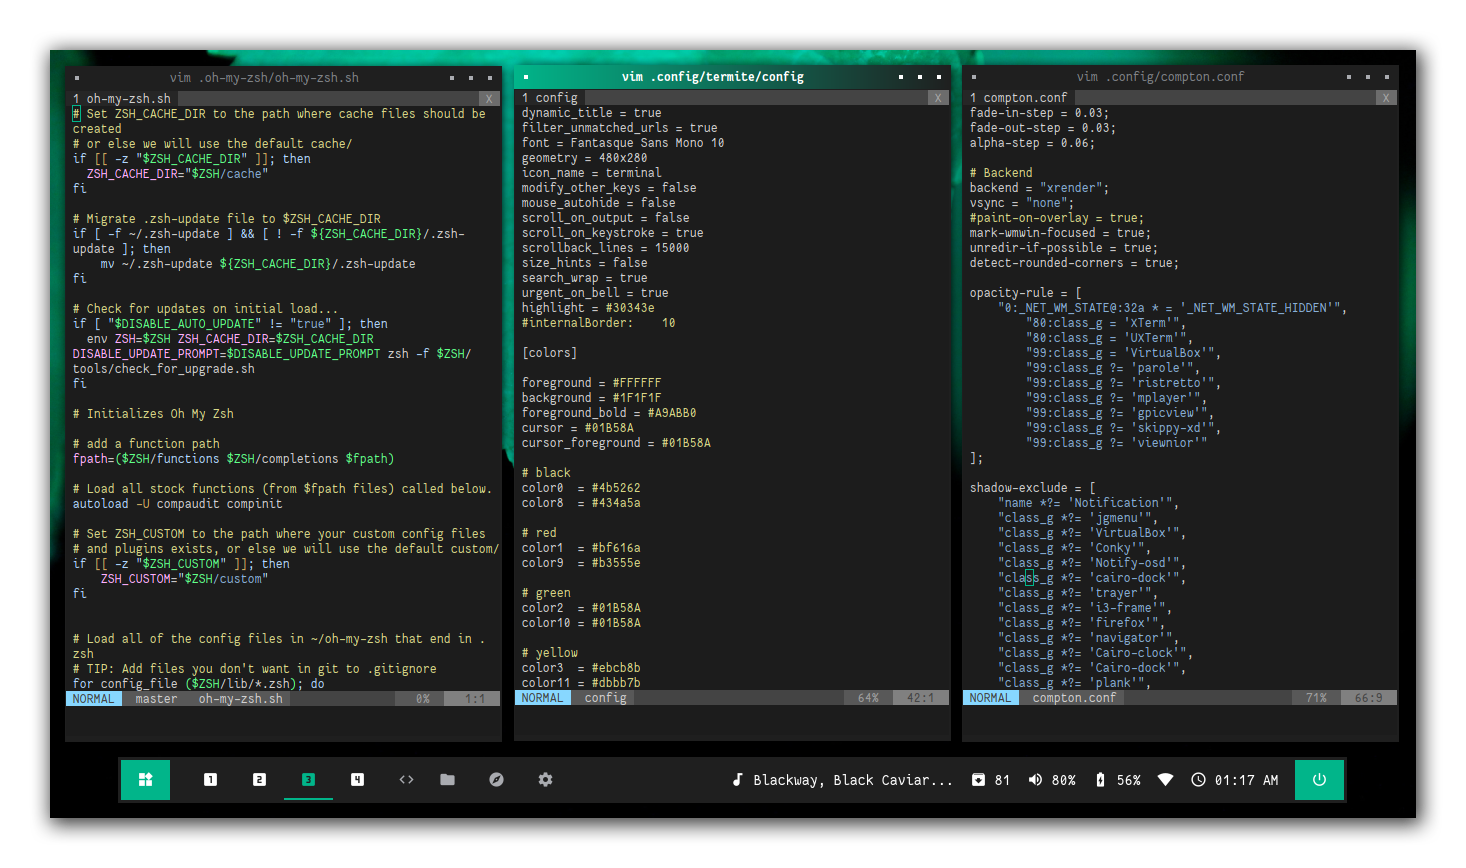 vim .oh-my-zsh/oh-my-zsh.sh
1 oh-my-zsh.sh X
# Set ZSH_CACHE_DIR to the path where cache files should be
created
# or else we will use the default cache/
if [[ -z "$ZSH_CACHE_DIR" ]]; then
  ZSH_CACHE_DIR="$ZSH/cache"
fi

# Migrate .zsh-update file to $ZSH_CACHE_DIR
if [ -f ~/.zsh-update ] && [ ! -f ${ZSH_CACHE_DIR}/.zsh-
update ]; then
    mv ~/.zsh-update ${ZSH_CACHE_DIR}/.zsh-update
fi

# Check for updates on initial load...
if [ "$DISABLE_AUTO_UPDATE" != "true" ]; then
  env ZSH=$ZSH ZSH_CACHE_DIR=$ZSH_CACHE_DIR
DISABLE_UPDATE_PROMPT=$DISABLE_UPDATE_PROMPT zsh -f $ZSH/
tools/check_for_upgrade.sh
fi

# Initializes Oh My Zsh

# add a function path
fpath=($ZSH/functions $ZSH/completions $fpath)

# Load all stock functions (from $fpath files) called below.
autoload -U compaudit compinit

# Set ZSH_CUSTOM to the path where your custom config files
# and plugins exists, or else we will use the default custom/
if [[ -z "$ZSH_CUSTOM" ]]; then
    ZSH_CUSTOM="$ZSH/custom"
fi

# Load all of the config files in ~/oh-my-zsh that end in .
zsh
# TIP: Add files you don't want in git to .gitignore
for config_file ($ZSH/lib/*.zsh); do
NORMAL master oh-my-zsh.sh 0% 1:1
vim .config/termite/config
1 config X
dynamic_title = true
filter_unmatched_urls = true
font = Fantasque Sans Mono 10
geometry = 480x280
icon_name = terminal
modify_other_keys = false
mouse_autohide = false
scroll_on_output = false
scroll_on_keystroke = true
scrollback_lines = 15000
size_hints = false
search_wrap = true
urgent_on_bell = true
highlight = #30343e
#internalBorder:    10

[colors]

foreground = #FFFFFF
background = #1F1F1F
foreground_bold = #A9ABB0
cursor = #01B58A
cursor_foreground = #01B58A

# black
color0  = #4b5262
color8  = #434a5a

# red
color1  = #bf616a
color9  = #b3555e

# green
color2  = #01B58A
color10 = #01B58A

# yellow
color3  = #ebcb8b
color11 = #dbbb7b
NORMAL config 64% 42:1
vim .config/compton.conf
1 compton.conf X
fade-in-step = 0.03;
fade-out-step = 0.03;
alpha-step = 0.06;

# Backend
backend = "xrender";
vsync = "none";
#paint-on-overlay = true;
mark-wmwin-focused = true;
unredir-if-possible = true;
detect-rounded-corners = true;

opacity-rule = [
    "0:_NET_WM_STATE@:32a * = '_NET_WM_STATE_HIDDEN'",
        "80:class_g = 'XTerm'",
        "80:class_g = 'UXTerm'",
        "99:class_g = 'VirtualBox'",
        "99:class_g ?= 'parole'",
        "99:class_g ?= 'ristretto'",
        "99:class_g ?= 'mplayer'",
        "99:class_g ?= 'gpicview'",
        "99:class_g ?= 'skippy-xd'",
        "99:class_g ?= 'viewnior'"
];

shadow-exclude = [
    "name *?= 'Notification'",
    "class_g *?= 'jgmenu'",
    "class_g *?= 'VirtualBox'",
    "class_g *?= 'Conky'",
    "class_g *?= 'Notify-osd'",
    "class_g *?= 'cairo-dock'",
    "class_g *?= 'trayer'",
    "class_g *?= 'i3-frame'",
    "class_g *?= 'firefox'",
    "class_g *?= 'navigator'",
    "class_g *?= 'Cairo-clock'",
    "class_g *?= 'Cairo-dock'",
    "class_g *?= 'plank'",
NORMAL compton.conf 71% 66:9
1 2 3 4 <> Blackway, Black Caviar... 81 80% 56% 01:17 AM